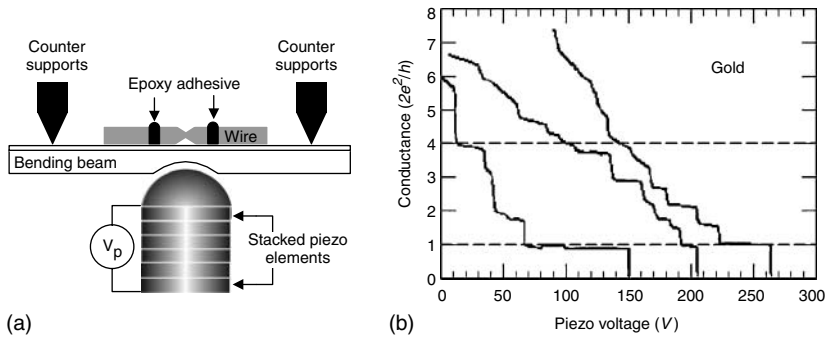 Counter
supports
Counter
supports
Epoxy adhesive
Wire
Bending beam
Vp
Stacked piezo
elements
(a)
8
7
6
5
4
3
2
1
0
Conductance (2e²/h)
Gold
0
50
100
150
200
250
300
Piezo voltage (V)
(b)